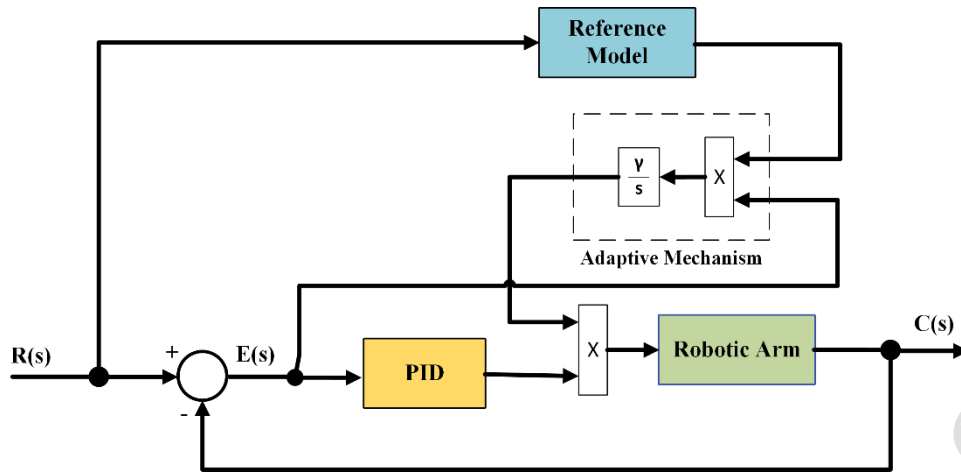 Reference
Model
γ
s
X
Adaptive Mechanism
R(s)
+
-
E(s)
PID
X
Robotic Arm
C(s)